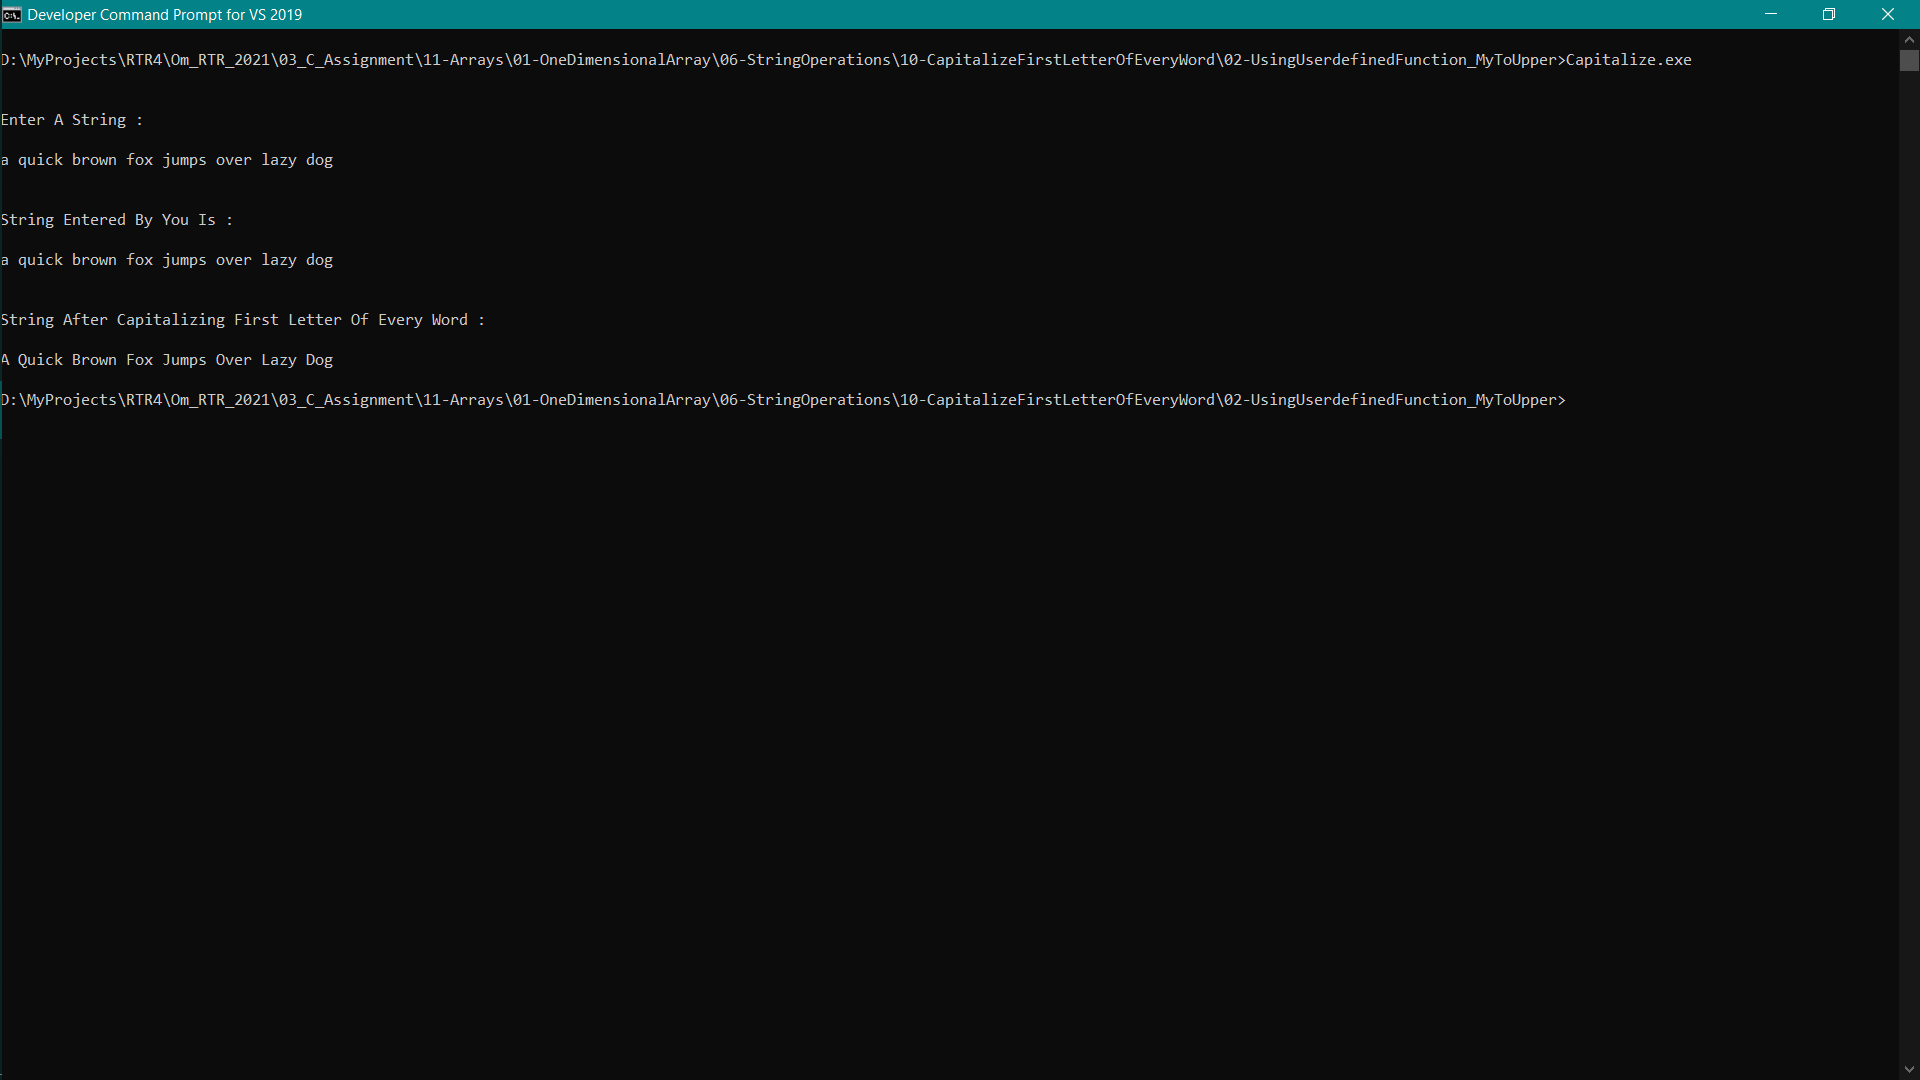 Developer Command Prompt for VS 2019
D:\MyProjects\RTR4\Om_RTR_2021\03_C_Assignment\11-Arrays\01-OneDimensionalArray\06-StringOperations\10-CapitalizeFirstLetterOfEveryWord\02-UsingUserdefinedFunction_MyToUpper>Capitalize.exe
Enter A String :
a quick brown fox jumps over lazy dog
String Entered By You Is :
a quick brown fox jumps over lazy dog
String After Capitalizing First Letter Of Every Word :
A Quick Brown Fox Jumps Over Lazy Dog
D:\MyProjects\RTR4\Om_RTR_2021\03_C_Assignment\11-Arrays\01-OneDimensionalArray\06-StringOperations\10-CapitalizeFirstLetterOfEveryWord\02-UsingUserdefinedFunction_MyToUpper>